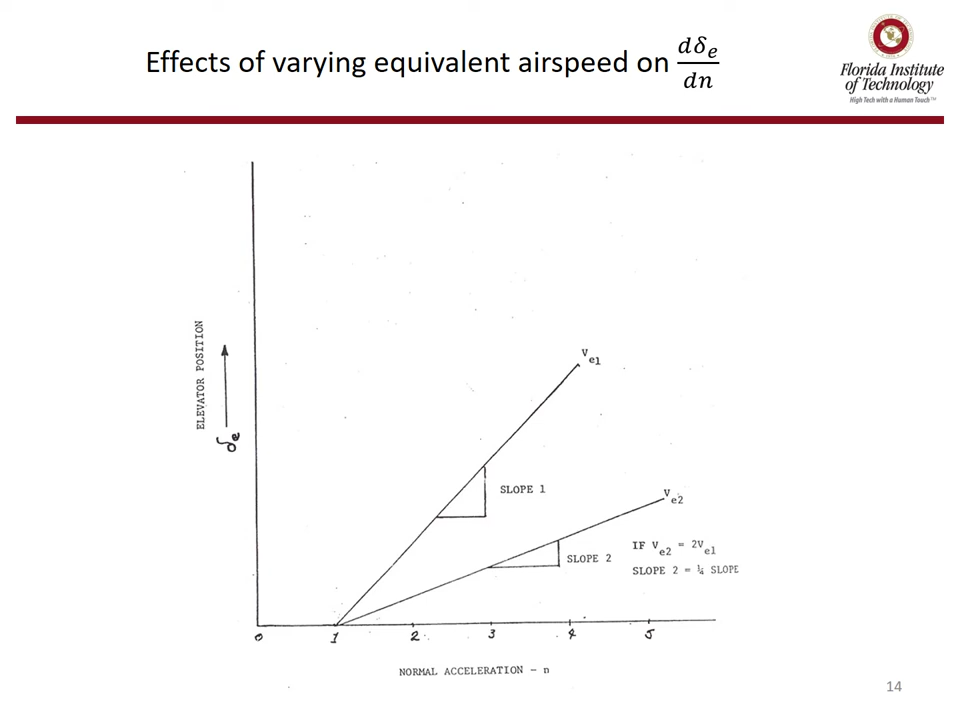 Effects of varying equivalent airspeed on dδₑ/dn
Florida Institute
of Technology
High Tech with a Human Touch™
ELEVATOR POSITION
δe
Ve1
SLOPE 1
Ve2
SLOPE 2
IF Ve2 = 2Ve1
SLOPE 2 = ¼ SLOPE
0 1 2 3 4 5
NORMAL ACCELERATION - n
14